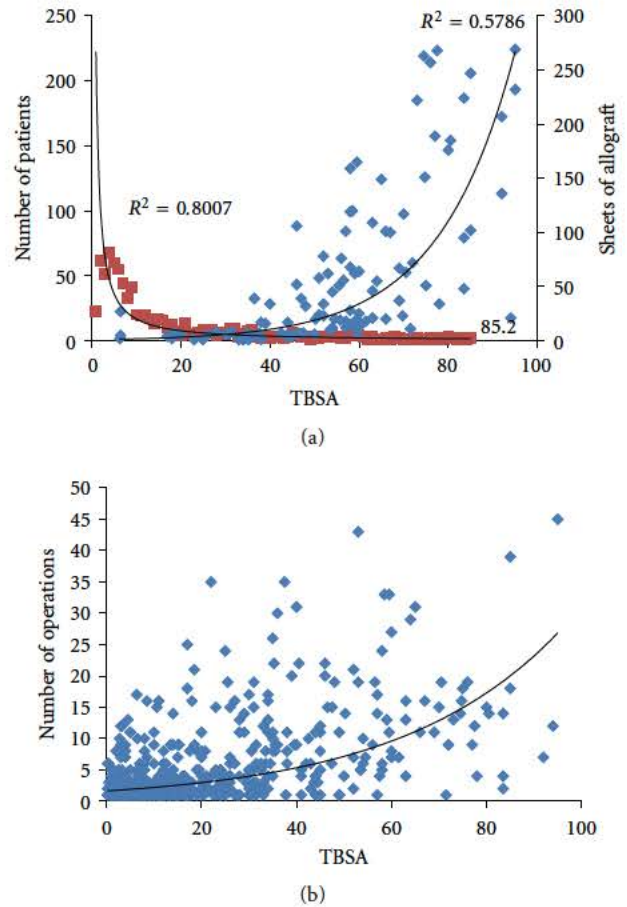 R² = 0.5786
250
200
150
100
50
0
Number of patients
R² = 0.8007
300
250
200
150
100
50
0
Sheets of allograft
85.2
0 20 40 60 80 100
TBSA
(a)
50
45
40
35
30
25
20
15
10
5
0
Number of operations
0 20 40 60 80 100
TBSA
(b)